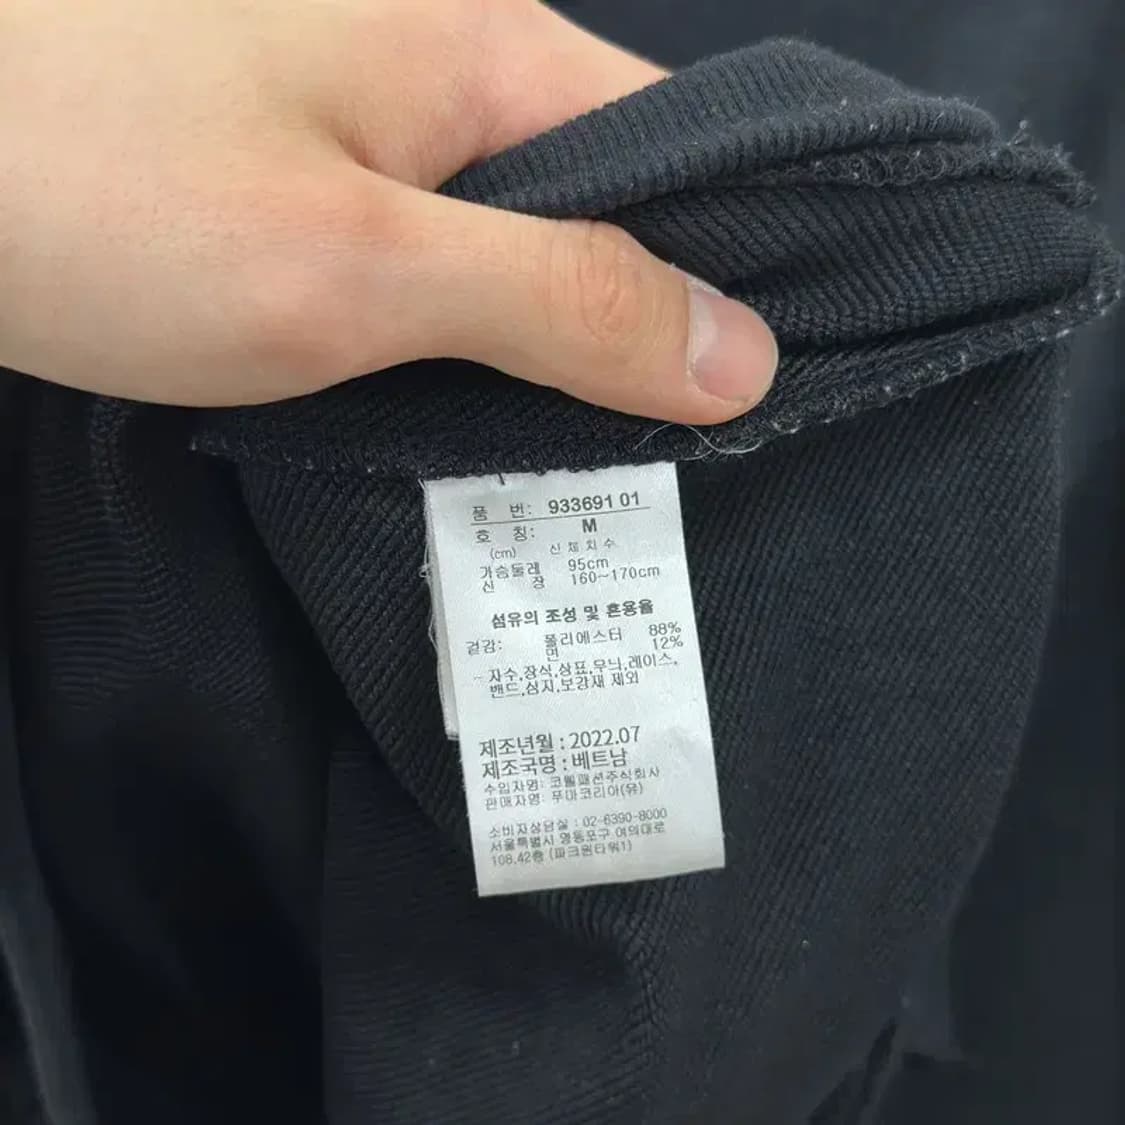 품 번: 933691 01
호 칭: M
(cm) 신체치수
가슴둘레 95cm
신 장 160~170cm
섬유의 조성 및 혼용율
겉감: 폴리에스터 88%
면 12%
~ 자수,장식,상표,무늬,레이스,
밴드,심지,보강재 제외
제조년월 : 2022.07
제조국명 : 베트남
수입자명: 코웰패션주식회사
판매자명: 푸마코리아(유)
소비자상담실 : 02-6390-8000
서울특별시 영등포구 여의대로
108,42층 (파크원타워1)